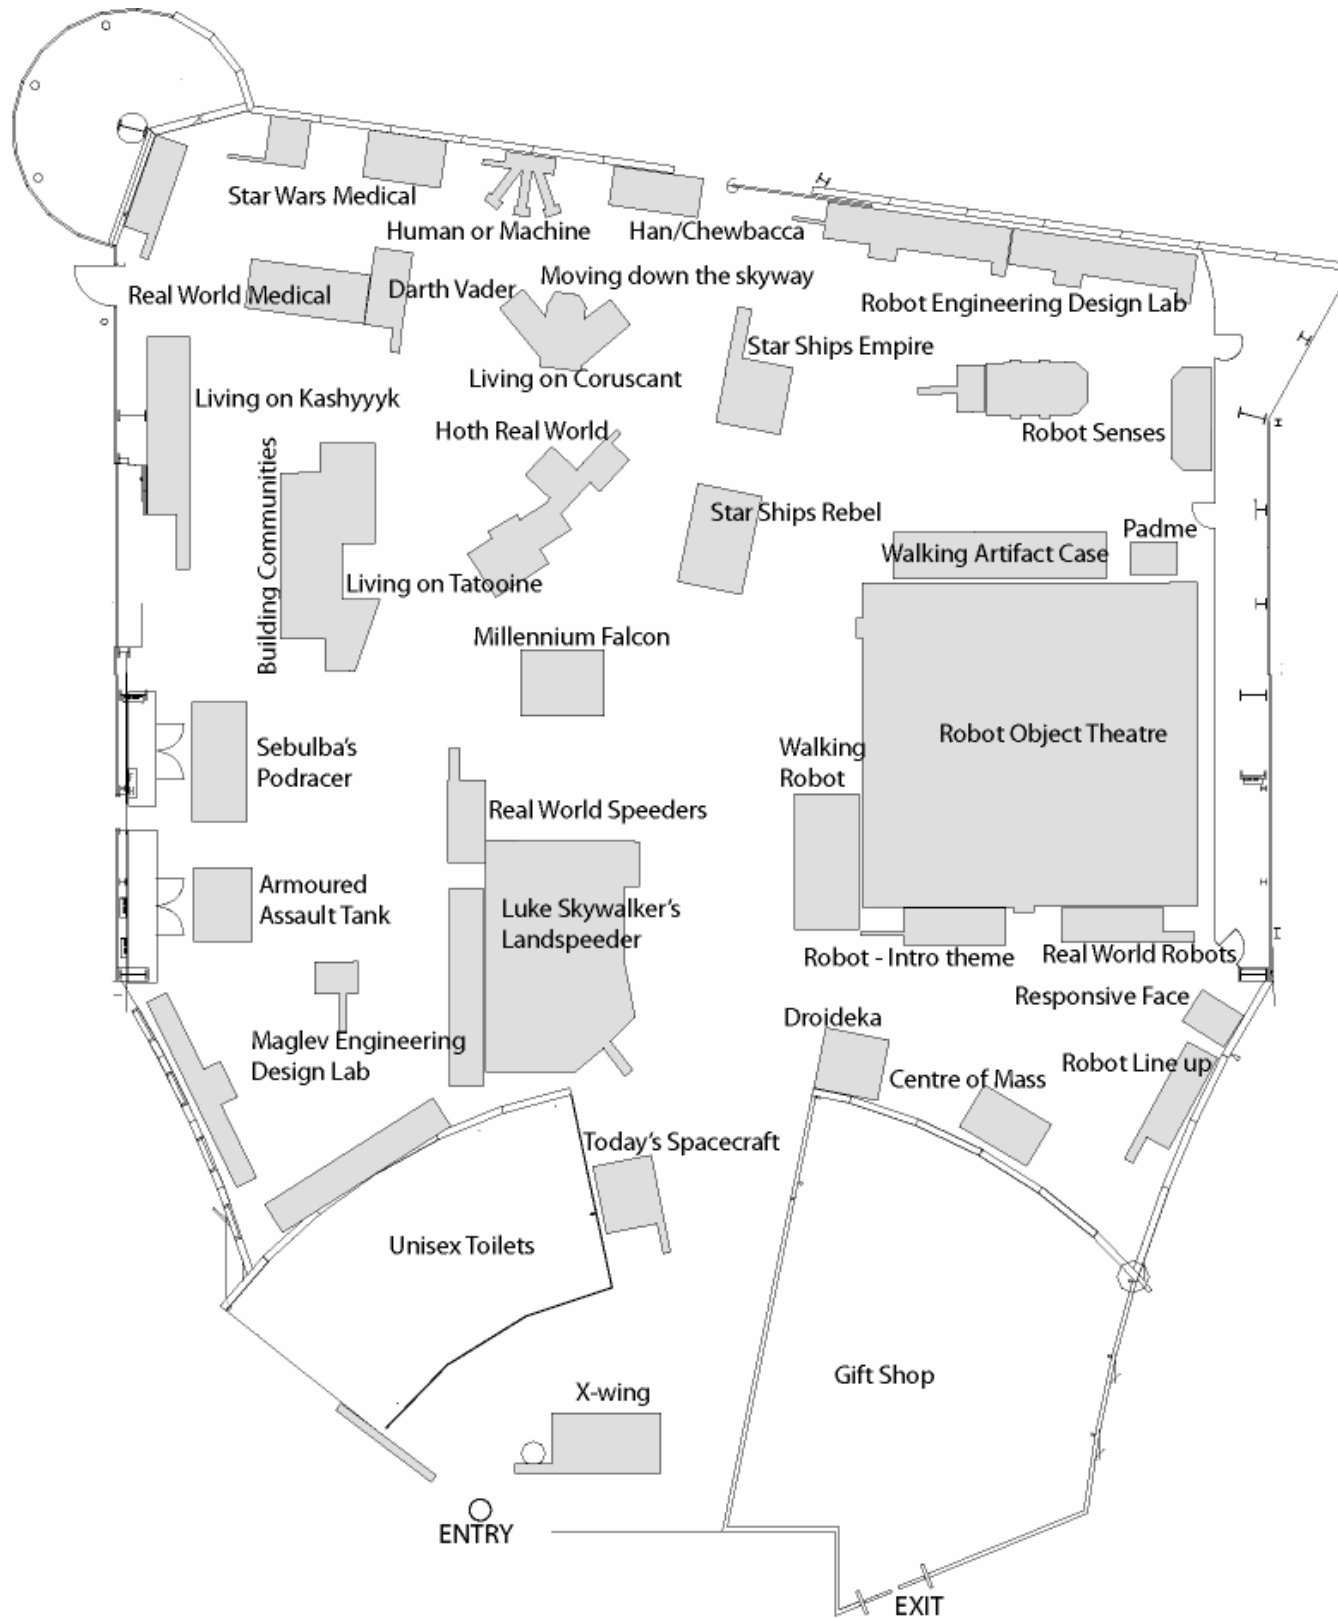 Star Wars Medical
Human or Machine
Han/Chewbacca
Real World Medical
Darth Vader
Moving down the skyway
Robot Engineering Design Lab
Star Ships Empire
Living on Coruscant
Living on Kashyyyk
Hoth Real World
Robot Senses
Building Communities
Star Ships Rebel
Padme
Walking Artifact Case
Living on Tatooine
Millennium Falcon
Robot Object Theatre
Sebulba's
Podracer
Walking
Robot
Real World Speeders
Armoured
Assault Tank
Luke Skywalker's
Landspeeder
Robot - Intro theme
Real World Robots
Responsive Face
Droideka
Maglev Engineering
Design Lab
Robot Line up
Centre of Mass
Today's Spacecraft
Unisex Toilets
Gift Shop
X-wing
ENTRY
EXIT